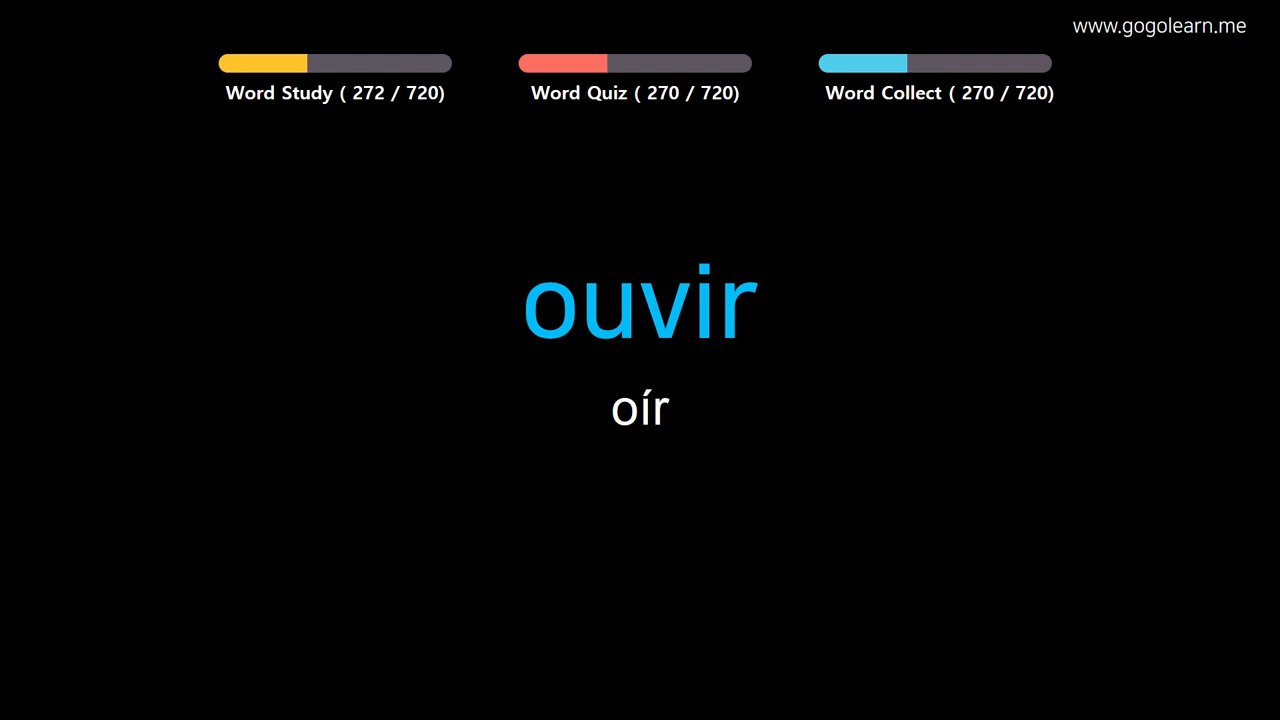 www.gogolearn.me
Word Study ( 272 / 720)
Word Quiz ( 270 / 720)
Word Collect ( 270 / 720)
ouvir
oír